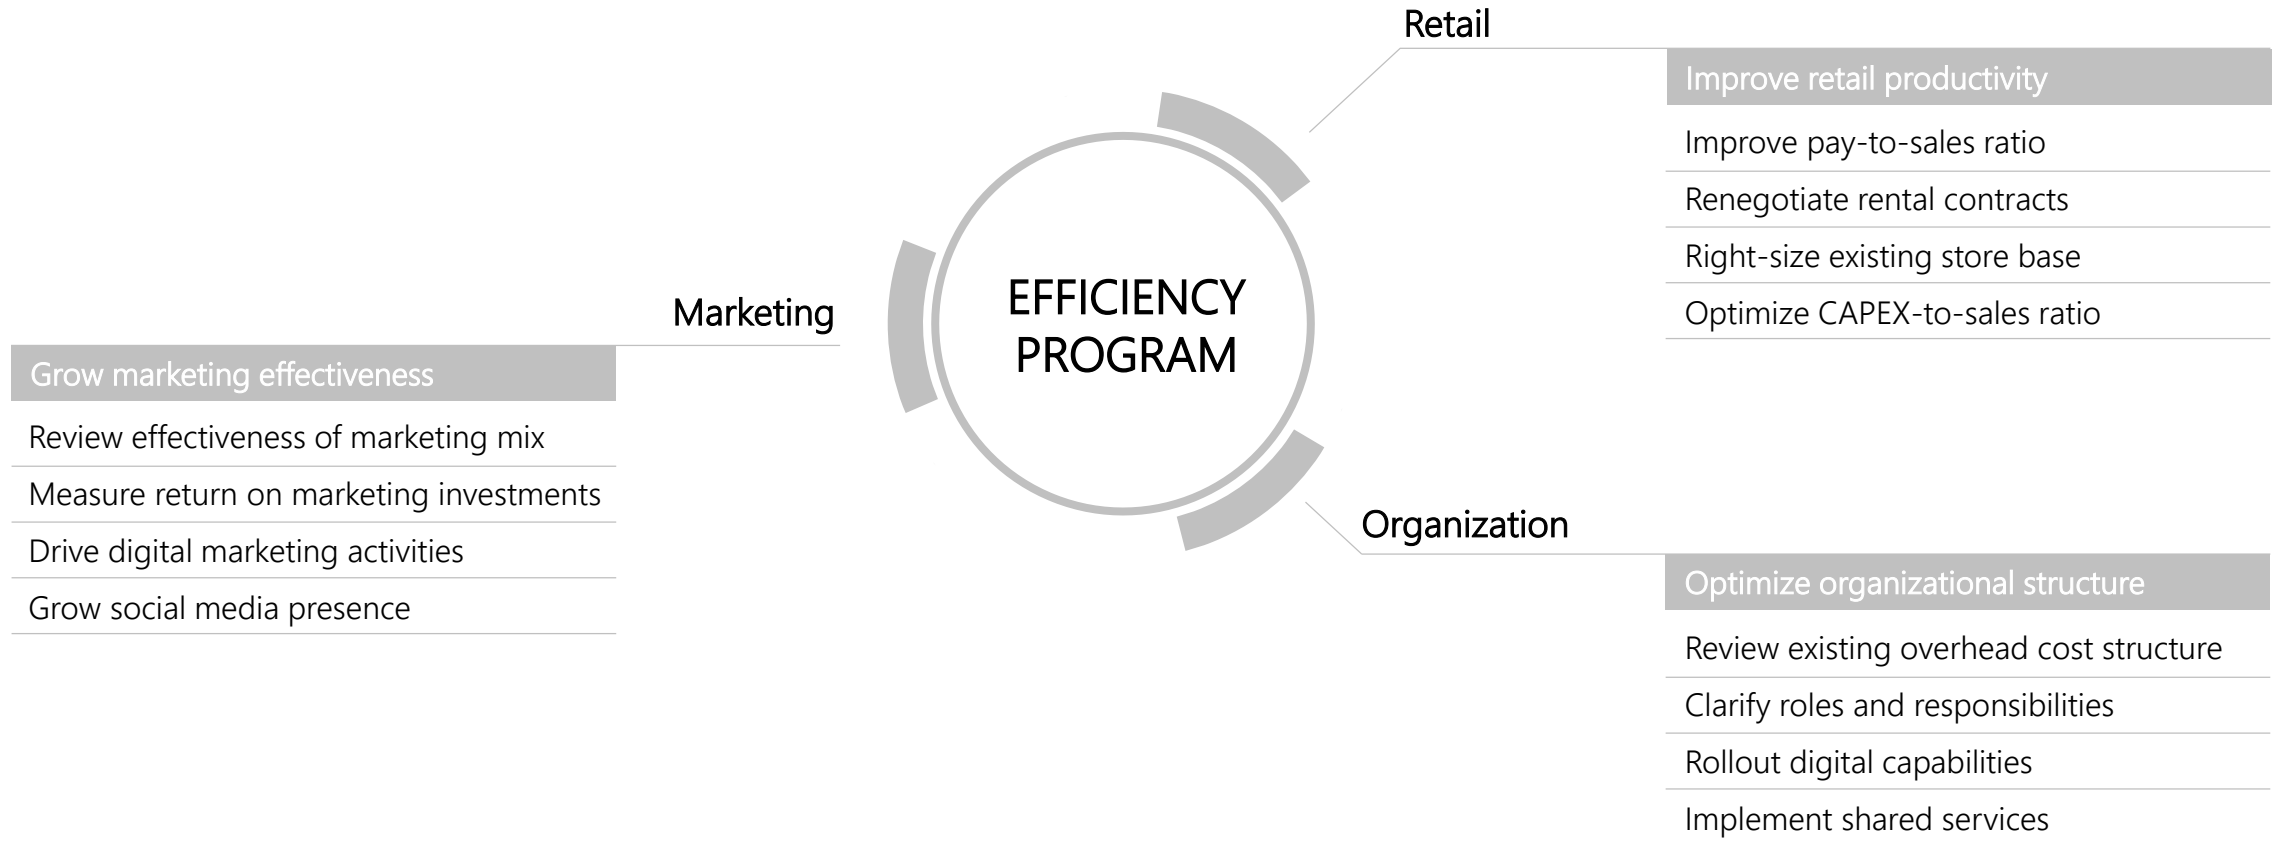 Retail
Improve retail productivity
Improve pay-to-sales ratio
Renegotiate rental contracts
Right-size existing store base
Optimize CAPEX-to-sales ratio
EFFICIENCY
PROGRAM
Marketing
Grow marketing effectiveness
Review effectiveness of marketing mix
Measure return on marketing investments
Drive digital marketing activities
Grow social media presence
Organization
Optimize organizational structure
Review existing overhead cost structure
Clarify roles and responsibilities
Rollout digital capabilities
Implement shared services